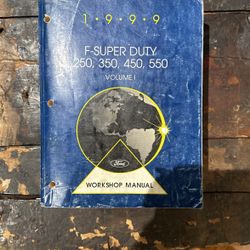 1·9·9·9
F-SUPER DUTY
250, 350, 450, 550
VOLUME I
Ford
WORKSHOP MANUAL